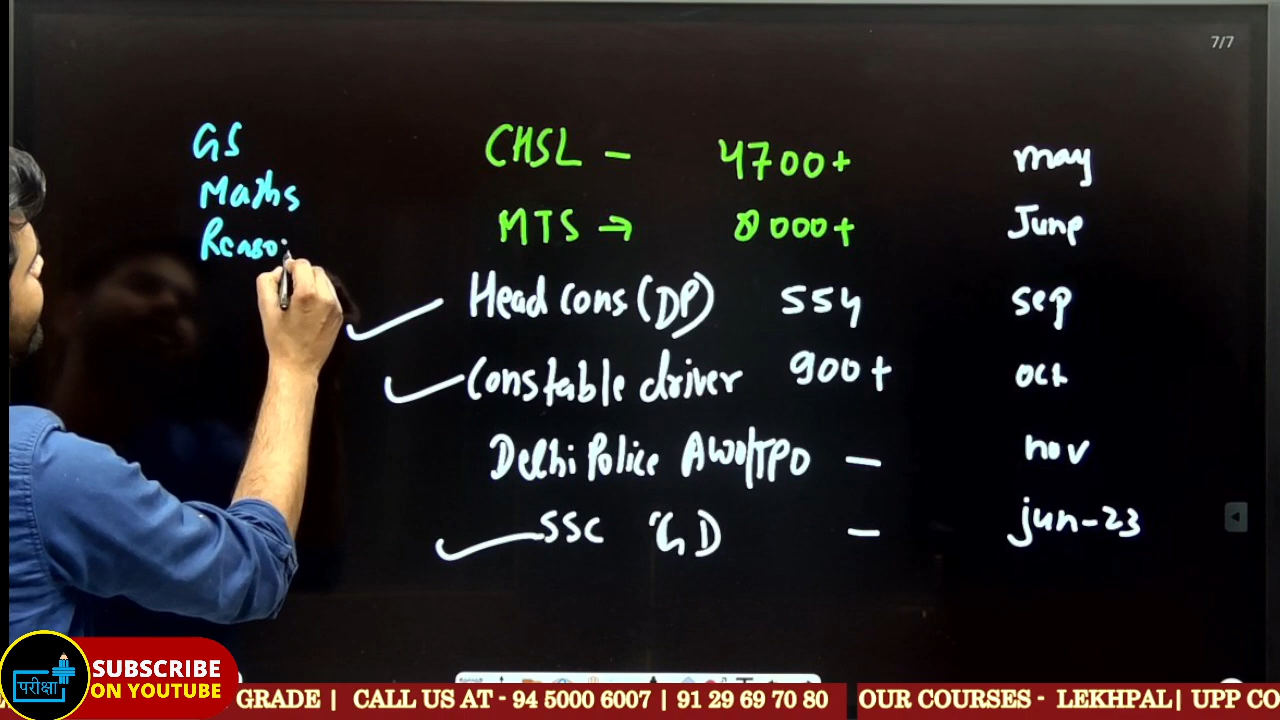 7/7
GS
Maths
Reaso
CHSL - 4700+ may
MTS → 8000+ June
Head cons (DP) 554 sep
Constable driver 900+ oct
Delhi Police AWO/TPO - nov
SSC GD - jun-23
परीक्षा
SUBSCRIBE
ON YOUTUBE
GRADE | CALL US AT - 94 5000 6007 | 91 29 69 70 80 OUR COURSES - LEKHPAL| UPP CO